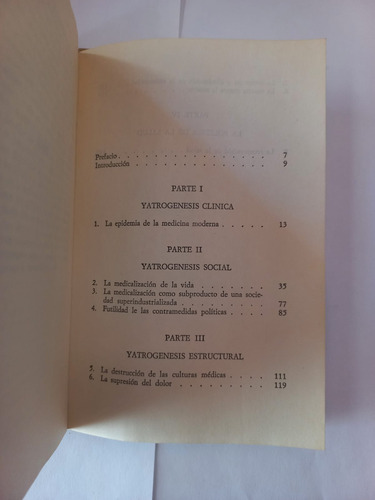 Prefacio . . . . . . . . . . . . 7
Introducción . . . . . . . . . . . 9
PARTE I
YATROGENESIS CLINICA
1. La epidemia de la medicina moderna . . . . . 13
PARTE II
YATROGENESIS SOCIAL
2. La medicalización de la vida . . . . . . . 35
3. La medicalización como subproducto de una socie-
dad superindustrializada . . . . . . . . 77
4. Futilidad le las contramedidas políticas . . . . . 85
PARTE III
YATROGENESIS ESTRUCTURAL
5. La destrucción de las culturas médicas . . . . 111
6. La supresión del dolor . . . . . . . . 119